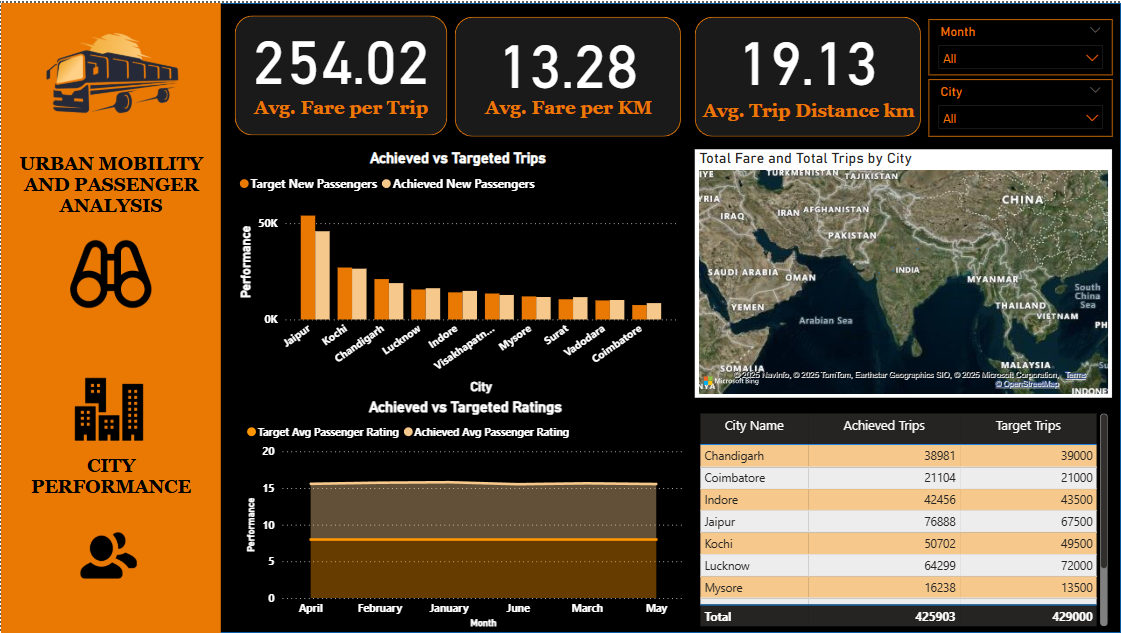 URBAN MOBILITY
AND PASSENGER
ANALYSIS
CITY
PERFORMANCE
254.02
Avg. Fare per Trip
13.28
Avg. Fare per KM
19.13
Avg. Trip Distance km
Month
All
City
All
Achieved vs Targeted Trips
Target New Passengers Achieved New Passengers
Performance
50K
0K
Jaipur
Kochi
Chandigarh
Lucknow
Indore
Visakhapatn...
Mysore
Surat
Vadodara
Coimbatore
City
Total Fare and Total Trips by City
TURKMENISTAN
TAJIKISTAN
CHINA
IRAQ
IRAN
AFGHANISTAN
PAKISTAN
SAUDI ARABIA
OMAN
INDIA
MYANMAR
YEMEN
THAILAND
South
China
Sea
VIETNAM
PH
Arabian Sea
SOMALIA
MALAYSIA
INDONES
Microsoft Bing
© 2025 NavInfo, © 2025 TomTom, Earthstar Geographics SIO, © 2025 Microsoft Corporation, Terms
© OpenStreetMap
Achieved vs Targeted Ratings
Target Avg Passenger Rating Achieved Avg Passenger Rating
Performance
20
15
10
5
0
April February January June March May
Month
City Name Achieved Trips Target Trips
Chandigarh 38981 39000
Coimbatore 21104 21000
Indore 42456 43500
Jaipur 76888 67500
Kochi 50702 49500
Lucknow 64299 72000
Mysore 16238 13500
Total 425903 429000